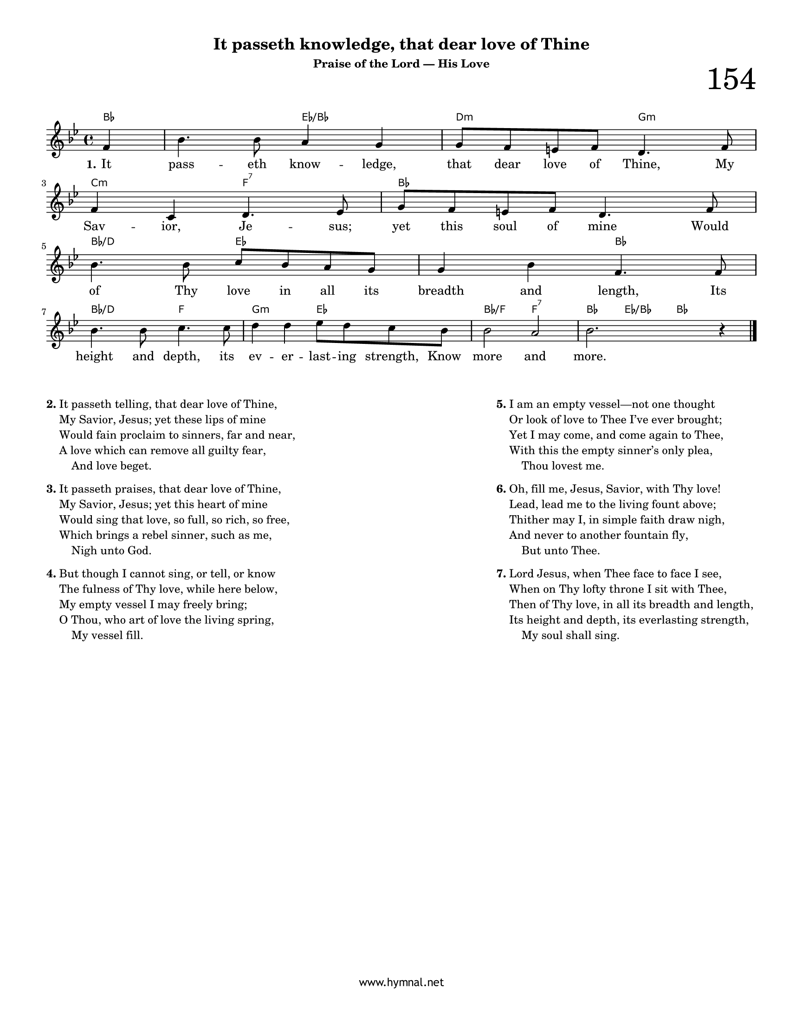 It passeth knowledge, that dear love of Thine
Praise of the Lord — His Love
154
B♭ E♭/B♭ Dm Gm
1. It pass - eth know - ledge, that dear love of Thine, My
3 Cm F7 B♭
Sav - ior, Je - sus; yet this soul of mine Would
5 B♭/D E♭ B♭
of Thy love in all its breadth and length, Its
7 B♭/D F Gm E♭ B♭/F F7 B♭ E♭/B♭ B♭
height and depth, its ev - er - last - ing strength, Know more and more.
2. It passeth telling, that dear love of Thine,
My Savior, Jesus; yet these lips of mine
Would fain proclaim to sinners, far and near,
A love which can remove all guilty fear,
And love beget.
3. It passeth praises, that dear love of Thine,
My Savior, Jesus; yet this heart of mine
Would sing that love, so full, so rich, so free,
Which brings a rebel sinner, such as me,
Nigh unto God.
4. But though I cannot sing, or tell, or know
The fulness of Thy love, while here below,
My empty vessel I may freely bring;
O Thou, who art of love the living spring,
My vessel fill.
5. I am an empty vessel—not one thought
Or look of love to Thee I've ever brought;
Yet I may come, and come again to Thee,
With this the empty sinner's only plea,
Thou lovest me.
6. Oh, fill me, Jesus, Savior, with Thy love!
Lead, lead me to the living fount above;
Thither may I, in simple faith draw nigh,
And never to another fountain fly,
But unto Thee.
7. Lord Jesus, when Thee face to face I see,
When on Thy lofty throne I sit with Thee,
Then of Thy love, in all its breadth and length,
Its height and depth, its everlasting strength,
My soul shall sing.
www.hymnal.net